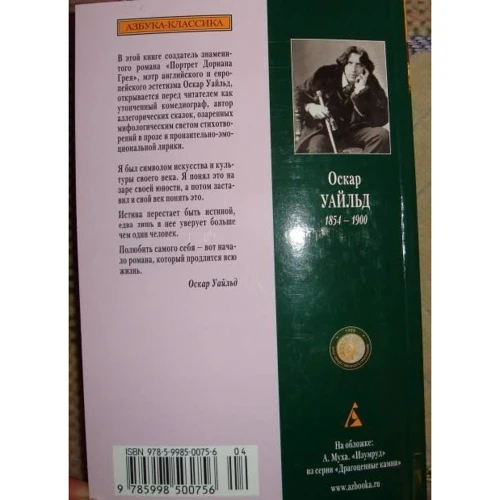 АЗБУКА-КЛАССИКА
В этой книге создатель знамени-
того романа «Портрет Дориана
Грея», мэтр английского и евро-
пейского эстетизма Оскар Уайльд,
открывается перед читателем как
утонченный комедиограф, автор
аллегорических сказок, озаренных
мифологическим светом стихотво-
рений в прозе и пронзительно-эмо-
циональной лирики.
Я был символом искусства и куль-
туры своего века. Я понял это на
заре своей юности, а потом заста-
вил и свой век понять это.
Истина перестает быть истиной,
едва лишь в нее уверует больше
чем один человек.
Полюбить самого себя – вот нача-
ло романа, который продлится всю
жизнь.
Оскар Уайльд
Оскар
УАЙЛЬД
1854 – 1900
ISBN 978-5-9985-0075-6
04
9 785998 500756
На обложке:
А. Муха. «Изумруд»
из серии «Драгоценные камни»
www.azbooka.ru